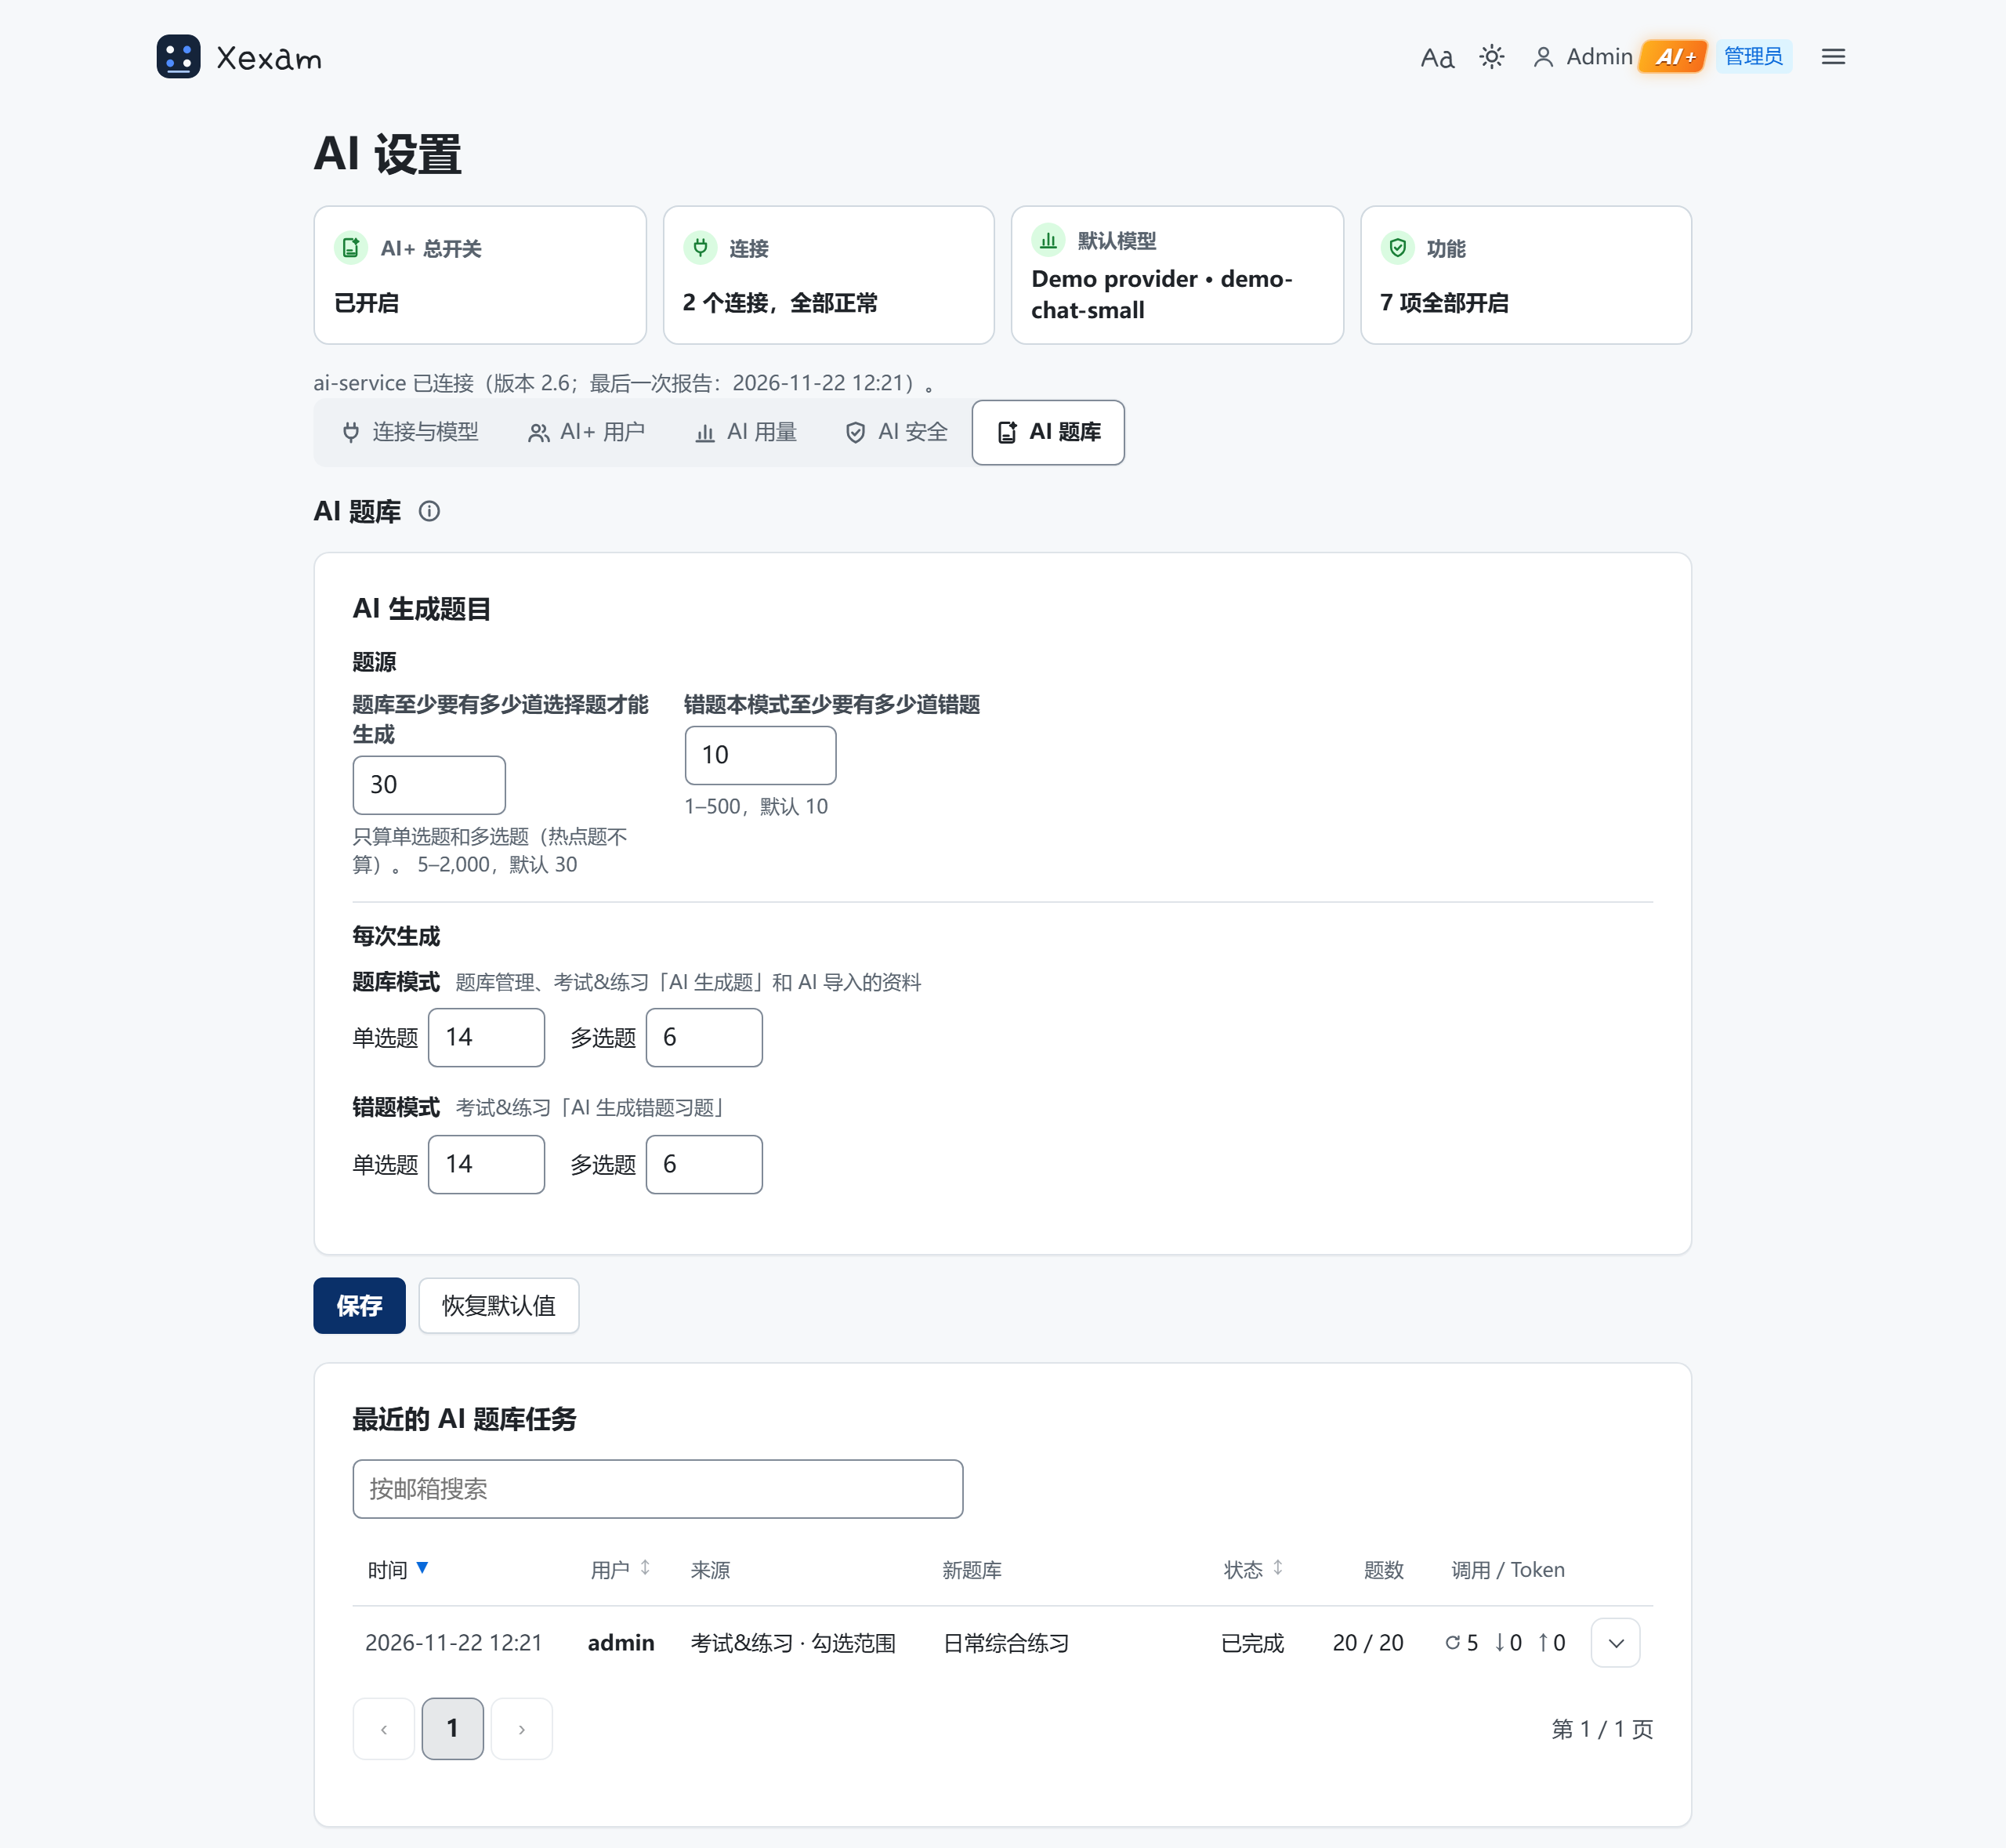 Xexam
Aa Admin AI+ 管理员
AI 设置
AI+ 总开关
已开启
连接
2 个连接，全部正常
默认模型
Demo provider • demo-
chat-small
功能
7 项全部开启
ai-service 已连接（版本 2.6；最后一次报告：2026-11-22 12:21）。
连接与模型 AI+ 用户 AI 用量 AI 安全 AI 题库
AI 题库
AI 生成题目
题源
题库至少要有多少道选择题才能
生成
30
只算单选题和多选题（热点题不
算）。 5–2,000，默认 30
错题本模式至少要有多少道错题
10
1–500，默认 10
每次生成
题库模式 题库管理、考试&练习「AI 生成题」和 AI 导入的资料
单选题 14 多选题 6
错题模式 考试&练习「AI 生成错题习题」
单选题 14 多选题 6
保存 恢复默认值
最近的 AI 题库任务
按邮箱搜索
时间 ▼ 用户 ↕ 来源 新题库 状态 ↕ 题数 调用 / Token
2026-11-22 12:21 admin 考试&练习 · 勾选范围 日常综合练习 已完成 20 / 20 5 ↓0 ↑0
‹ 1 › 第 1 / 1 页